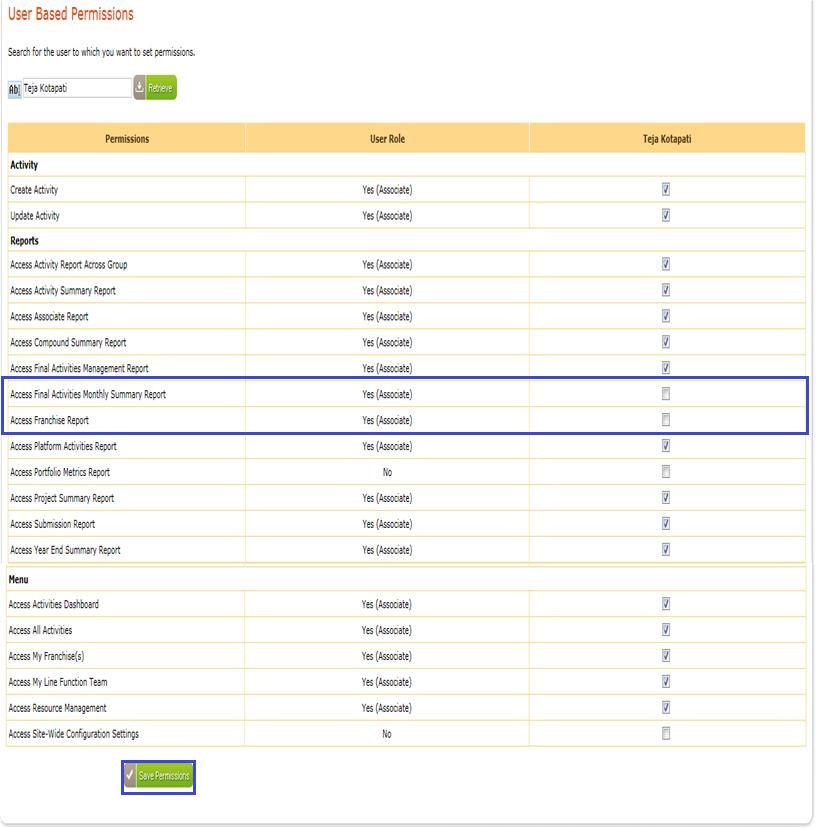 User Based Permissions
Search for the user to which you want to set permissions.
Ab| Teja Kotapati Retrieve
Permissions User Role Teja Kotapati
Activity
Create Activity Yes (Associate)
Update Activity Yes (Associate)
Reports
Access Activity Report Across Group Yes (Associate)
Access Activity Summary Report Yes (Associate)
Access Associate Report Yes (Associate)
Access Compound Summary Report Yes (Associate)
Access Final Activities Management Report Yes (Associate)
Access Final Activities Monthly Summary Report Yes (Associate)
Access Franchise Report Yes (Associate)
Access Platform Activities Report Yes (Associate)
Access Portfolio Metrics Report No
Access Project Summary Report Yes (Associate)
Access Submission Report Yes (Associate)
Access Year End Summary Report Yes (Associate)
Menu
Access Activities Dashboard Yes (Associate)
Access All Activities Yes (Associate)
Access My Franchise(s) Yes (Associate)
Access My Line Function Team Yes (Associate)
Access Resource Management Yes (Associate)
Access Site-Wide Configuration Settings No
Save Permissions